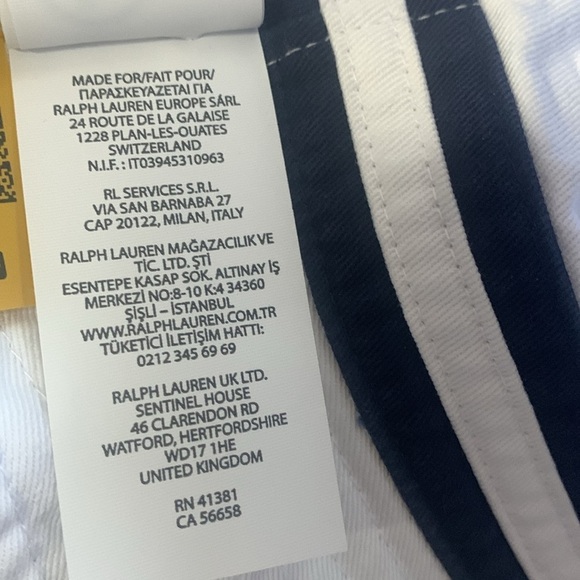 MADE FOR/FAIT POUR/
ΠΑΡΑΣΚΕΥΑΖΕΤΑΙ ΓΙΑ
RALPH LAUREN EUROPE SÁRL
24 ROUTE DE LA GALAISE
1228 PLAN-LES-OUATES
SWITZERLAND
N.I.F. : IT03945310963
RL SERVICES S.R.L.
VIA SAN BARNABA 27
CAP 20122, MILAN, ITALY
RALPH LAUREN MAĞAZACILIK VE
TİC. LTD. ŞTİ
ESENTEPE KASAP SOK. ALTINAY İŞ
MERKEZİ NO:8-10 K:4 34360
ŞİŞLİ – İSTANBUL
WWW.RALPHLAUREN.COM.TR
TÜKETİCİ İLETİŞİM HATTI:
0212 345 69 69
RALPH LAUREN UK LTD.
SENTINEL HOUSE
46 CLARENDON RD
WATFORD, HERTFORDSHIRE
WD17 1HE
UNITED KINGDOM
RN 41381
CA 56658